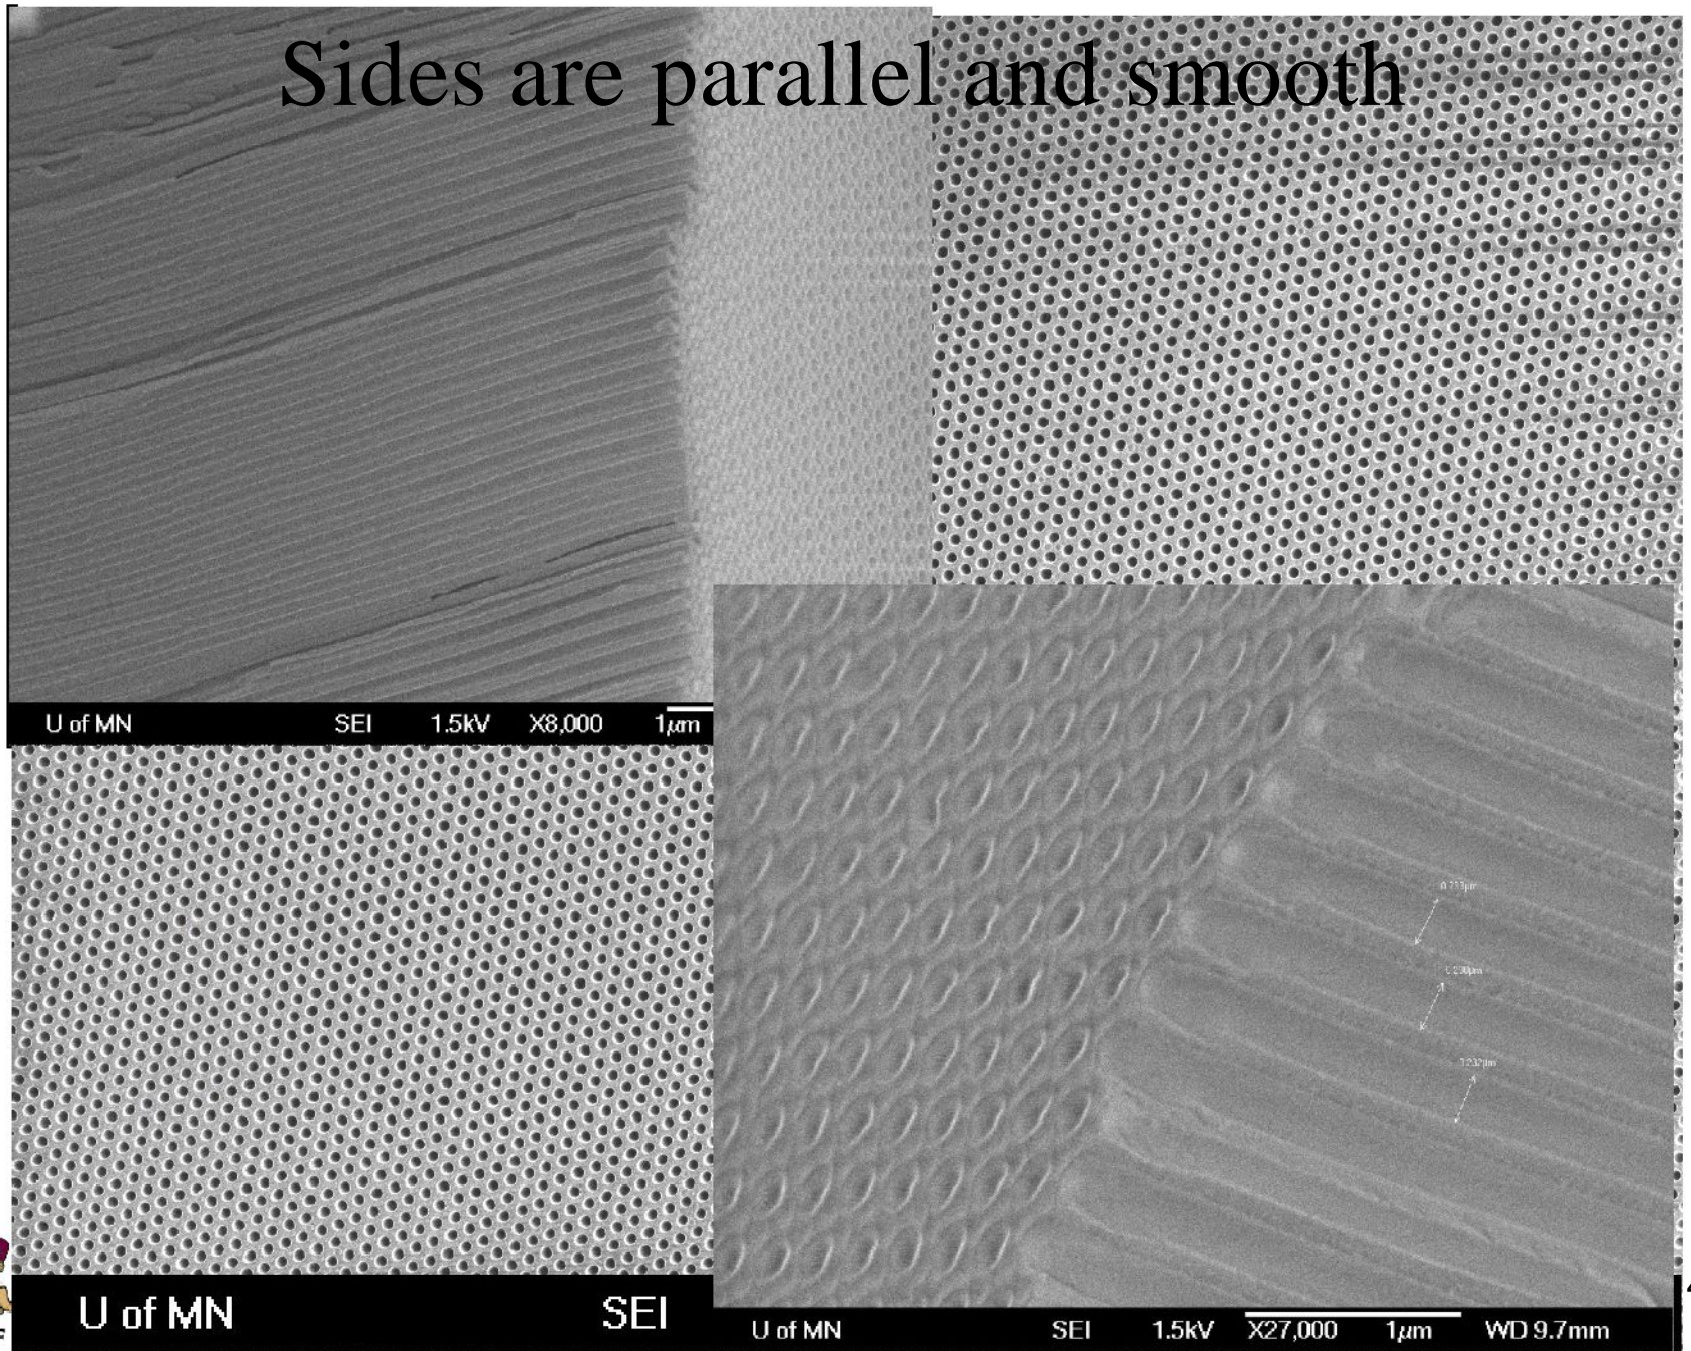 Sides are parallel and smooth
U of MN SEI 1.5kV X8,000 1µm
U of MN SEI
U of MN SEI 1.5kV X27,000 1µm WD 9.7mm